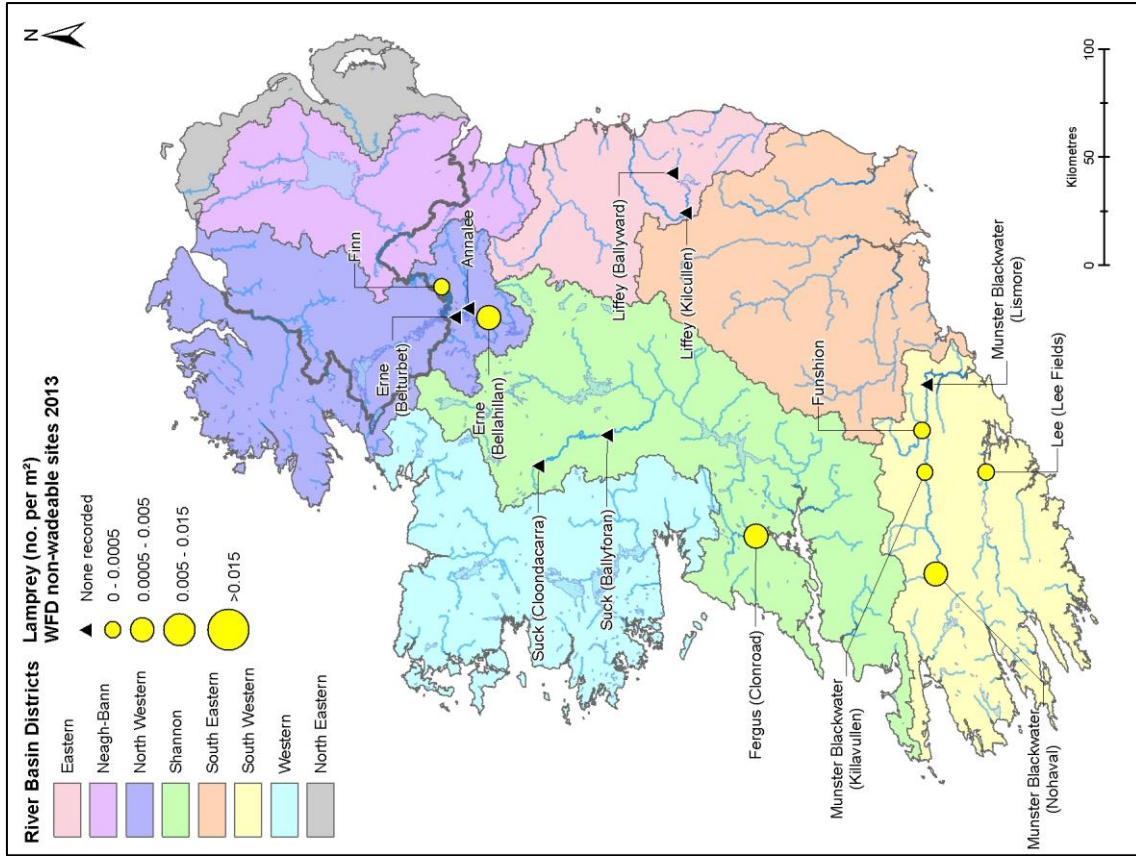 River Basin Districts
Eastern
Neagh-Bann
North Western
Shannon
South Eastern
South Western
Western
North Eastern
Lamprey (no. per m²)
WFD non-wadeable sites 2013
None recorded
0 - 0.0005
0.0005 - 0.005
0.005 - 0.015
>0.015
N
Finn
Annalee
Erne
(Belturbet)
Erne
(Bellahillan)
Suck (Cloondacarra)
Suck (Ballyforan)
Liffey (Ballyward)
Liffey (Kilcullen)
Fergus (Clonroad)
Funshion
Munster Blackwater
(Lismore)
Lee (Lee Fields)
Munster Blackwater
(Killavullen)
Munster Blackwater
(Nohaval)
0
50
100
Kilometres